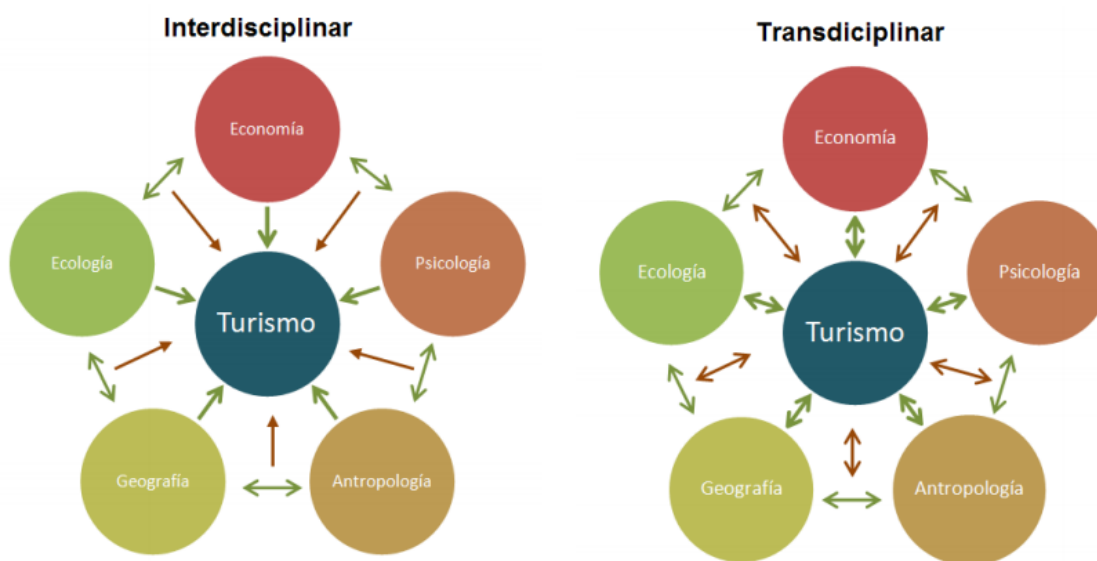 Interdisciplinar
Economía
Ecología
Psicología
Turismo
Geografía
Antropología
Transdiciplinar
Economía
Ecología
Psicología
Turismo
Geografía
Antropología